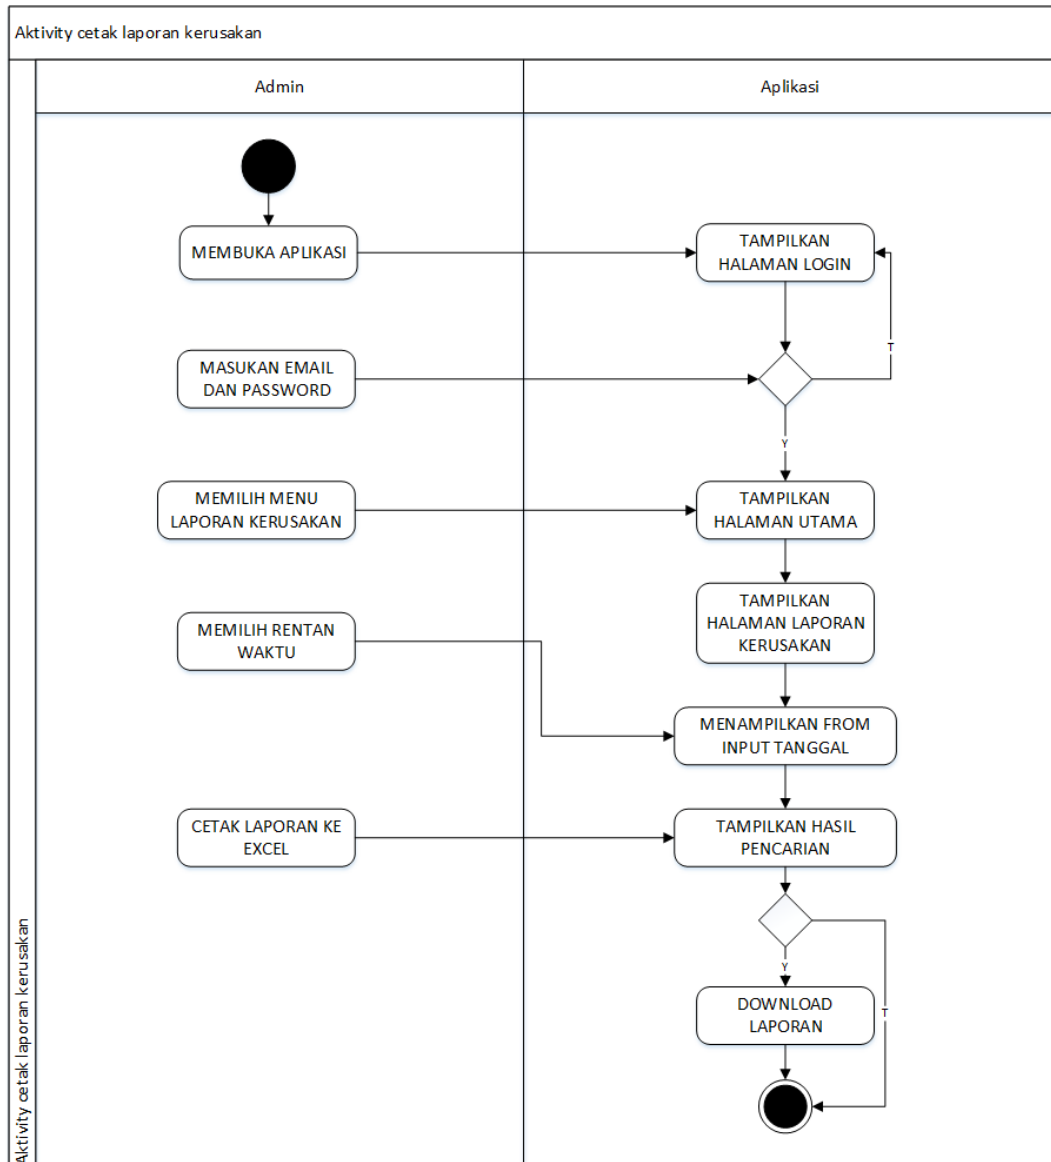 Aktivity cetak laporan kerusakan
Admin
Aplikasi
MEMBUKA APLIKASI
TAMPILKAN
HALAMAN LOGIN
T
MASUKAN EMAIL
DAN PASSWORD
Y
MEMILIH MENU
LAPORAN KERUSAKAN
TAMPILKAN
HALAMAN UTAMA
TAMPILKAN
HALAMAN LAPORAN
KERUSAKAN
MEMILIH RENTAN
WAKTU
MENAMPILKAN FROM
INPUT TANGGAL
CETAK LAPORAN KE
EXCEL
TAMPILKAN HASIL
PENCARIAN
Y
DOWNLOAD
LAPORAN
T
Aktivity cetak laporan kerusakan